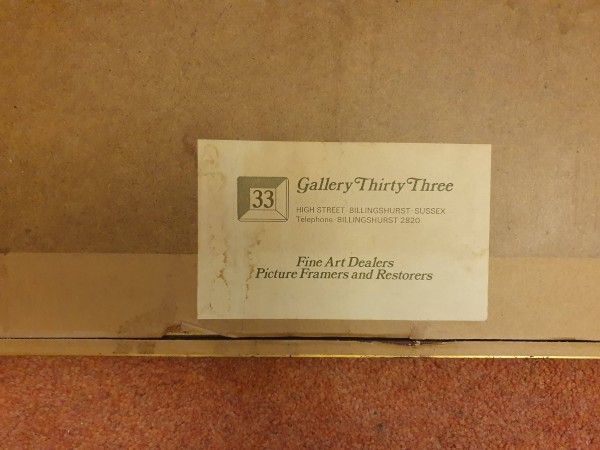 33
Gallery Thirty Three
HIGH STREET · BILLINGSHURST · SUSSEX
Telephone · BILLINGSHURST 2820
Fine Art Dealers
Picture Framers and Restorers